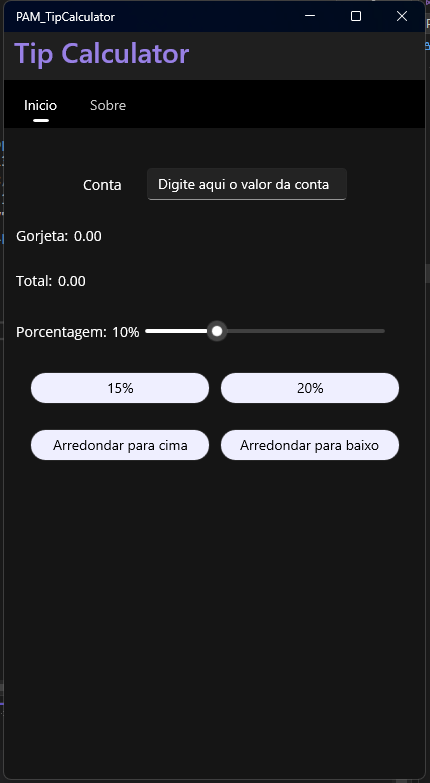 PAM_TipCalculator
Tip Calculator
Inicio Sobre
Conta Digite aqui o valor da conta
Gorjeta: 0.00
Total: 0.00
Porcentagem: 10%
15% 20%
Arredondar para cima Arredondar para baixo